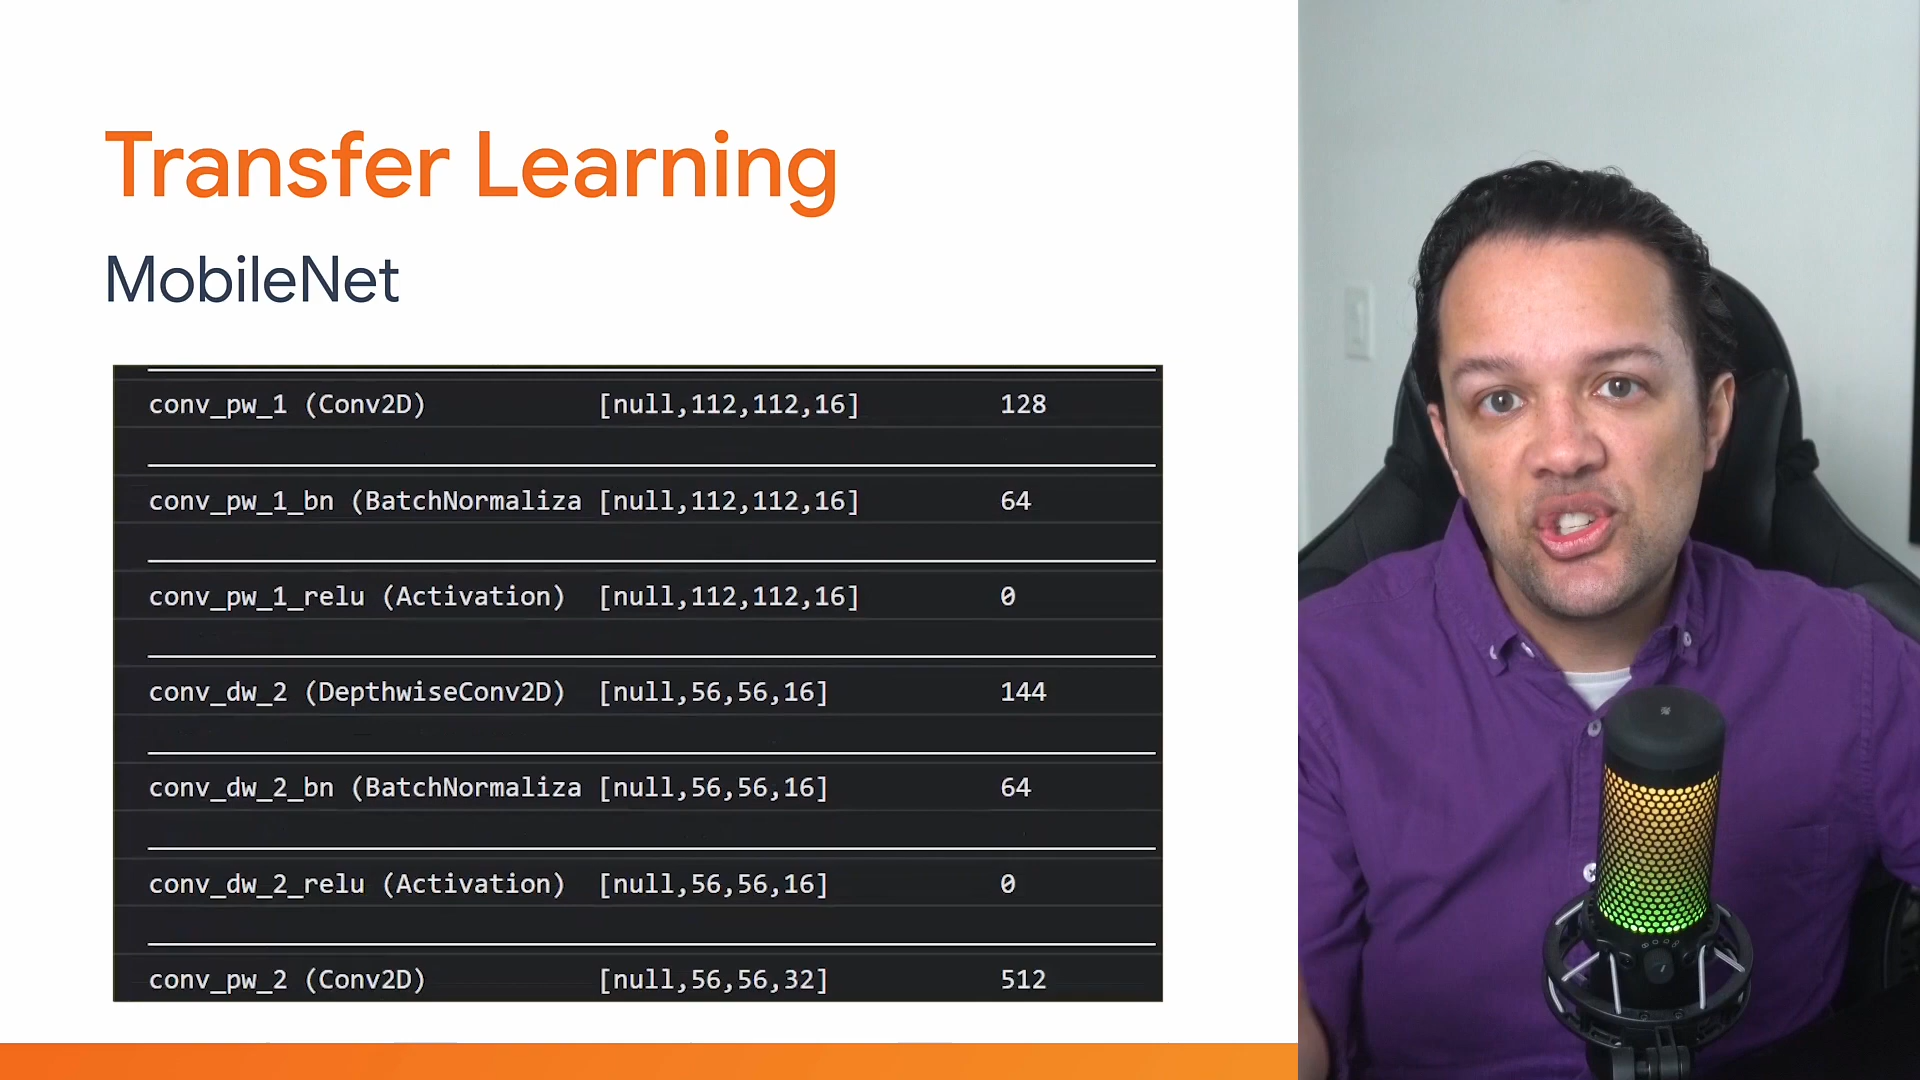 Transfer Learning
MobileNet
conv_pw_1 (Conv2D) [null,112,112,16] 128
conv_pw_1_bn (BatchNormaliza [null,112,112,16] 64
conv_pw_1_relu (Activation) [null,112,112,16] 0
conv_dw_2 (DepthwiseConv2D) [null,56,56,16] 144
conv_dw_2_bn (BatchNormaliza [null,56,56,16] 64
conv_dw_2_relu (Activation) [null,56,56,16] 0
conv_pw_2 (Conv2D) [null,56,56,32] 512